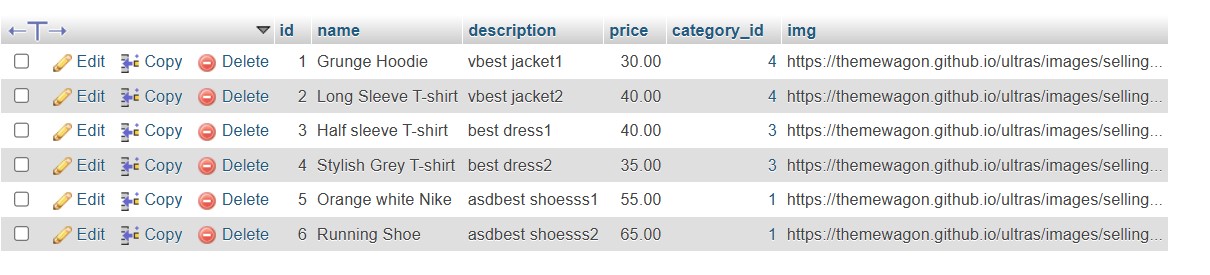 ←T→ id name description price category_id img
Edit Copy Delete 1 Grunge Hoodie vbest jacket1 30.00 4 https://themewagon.github.io/ultras/images/selling...
Edit Copy Delete 2 Long Sleeve T-shirt vbest jacket2 40.00 4 https://themewagon.github.io/ultras/images/selling...
Edit Copy Delete 3 Half sleeve T-shirt best dress1 40.00 3 https://themewagon.github.io/ultras/images/selling...
Edit Copy Delete 4 Stylish Grey T-shirt best dress2 35.00 3 https://themewagon.github.io/ultras/images/selling...
Edit Copy Delete 5 Orange white Nike asdbest shoesss1 55.00 1 https://themewagon.github.io/ultras/images/selling...
Edit Copy Delete 6 Running Shoe asdbest shoesss2 65.00 1 https://themewagon.github.io/ultras/images/selling...